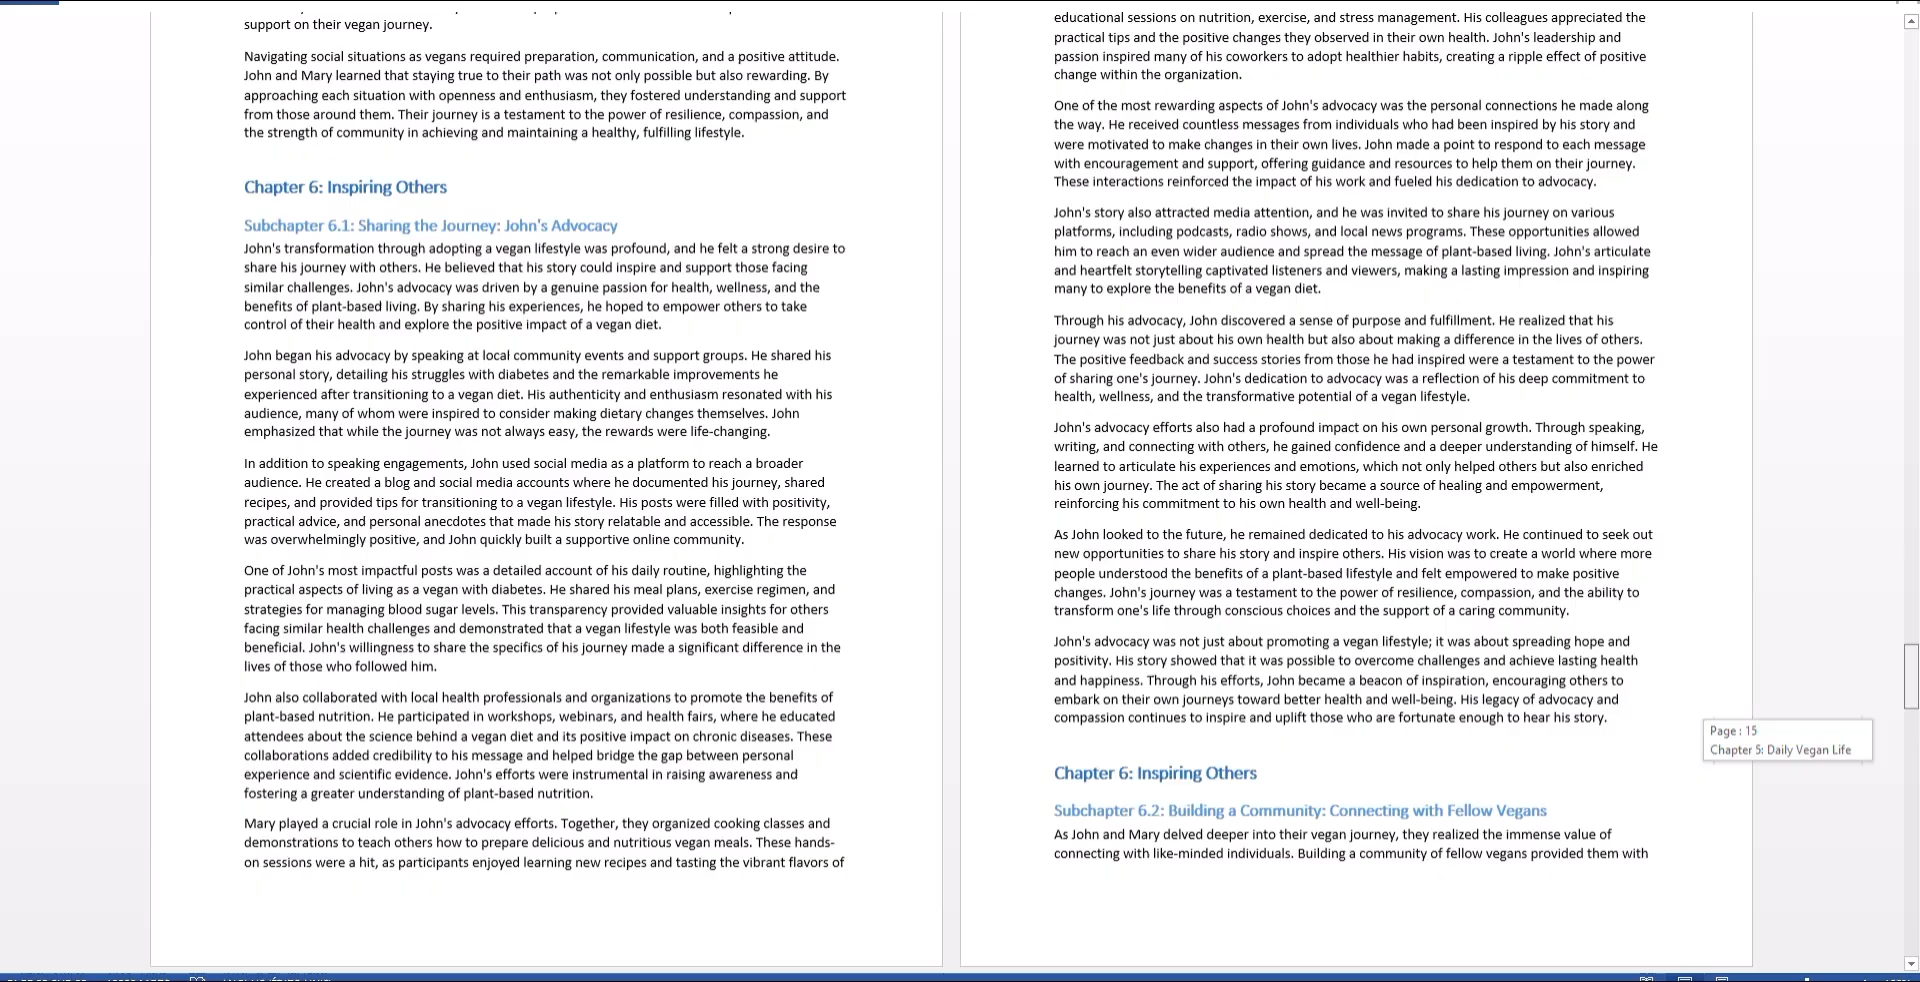 support on their vegan journey.
Navigating social situations as vegans required preparation, communication, and a positive attitude.
John and Mary learned that staying true to their path was not only possible but also rewarding. By
approaching each situation with openness and enthusiasm, they fostered understanding and support
from those around them. Their journey is a testament to the power of resilience, compassion, and
the strength of community in achieving and maintaining a healthy, fulfilling lifestyle.
Chapter 6: Inspiring Others
Subchapter 6.1: Sharing the Journey: John's Advocacy
John's transformation through adopting a vegan lifestyle was profound, and he felt a strong desire to
share his journey with others. He believed that his story could inspire and support those facing
similar challenges. John's advocacy was driven by a genuine passion for health, wellness, and the
benefits of plant-based living. By sharing his experiences, he hoped to empower others to take
control of their health and explore the positive impact of a vegan diet.
John began his advocacy by speaking at local community events and support groups. He shared his
personal story, detailing his struggles with diabetes and the remarkable improvements he
experienced after transitioning to a vegan diet. His authenticity and enthusiasm resonated with his
audience, many of whom were inspired to consider making dietary changes themselves. John
emphasized that while the journey was not always easy, the rewards were life-changing.
In addition to speaking engagements, John used social media as a platform to reach a broader
audience. He created a blog and social media accounts where he documented his journey, shared
recipes, and provided tips for transitioning to a vegan lifestyle. His posts were filled with positivity,
practical advice, and personal anecdotes that made his story relatable and accessible. The response
was overwhelmingly positive, and John quickly built a supportive online community.
One of John's most impactful posts was a detailed account of his daily routine, highlighting the
practical aspects of living as a vegan with diabetes. He shared his meal plans, exercise regimen, and
strategies for managing blood sugar levels. This transparency provided valuable insights for others
facing similar health challenges and demonstrated that a vegan lifestyle was both feasible and
beneficial. John's willingness to share the specifics of his journey made a significant difference in the
lives of those who followed him.
John also collaborated with local health professionals and organizations to promote the benefits of
plant-based nutrition. He participated in workshops, webinars, and health fairs, where he educated
attendees about the science behind a vegan diet and its positive impact on chronic diseases. These
collaborations added credibility to his message and helped bridge the gap between personal
experience and scientific evidence. John's efforts were instrumental in raising awareness and
fostering a greater understanding of plant-based nutrition.
Mary played a crucial role in John's advocacy efforts. Together, they organized cooking classes and
demonstrations to teach others how to prepare delicious and nutritious vegan meals. These hands-
on sessions were a hit, as participants enjoyed learning new recipes and tasting the vibrant flavors of
educational sessions on nutrition, exercise, and stress management. His colleagues appreciated the
practical tips and the positive changes they observed in their own health. John's leadership and
passion inspired many of his coworkers to adopt healthier habits, creating a ripple effect of positive
change within the organization.
One of the most rewarding aspects of John's advocacy was the personal connections he made along
the way. He received countless messages from individuals who had been inspired by his story and
were motivated to make changes in their own lives. John made a point to respond to each message
with encouragement and support, offering guidance and resources to help them on their journey.
These interactions reinforced the impact of his work and fueled his dedication to advocacy.
John's story also attracted media attention, and he was invited to share his journey on various
platforms, including podcasts, radio shows, and local news programs. These opportunities allowed
him to reach an even wider audience and spread the message of plant-based living. John's articulate
and heartfelt storytelling captivated listeners and viewers, making a lasting impression and inspiring
many to explore the benefits of a vegan diet.
Through his advocacy, John discovered a sense of purpose and fulfillment. He realized that his
journey was not just about his own health but also about making a difference in the lives of others.
The positive feedback and success stories from those he had inspired were a testament to the power
of sharing one's journey. John's dedication to advocacy was a reflection of his deep commitment to
health, wellness, and the transformative potential of a vegan lifestyle.
John's advocacy efforts also had a profound impact on his own personal growth. Through speaking,
writing, and connecting with others, he gained confidence and a deeper understanding of himself. He
learned to articulate his experiences and emotions, which not only helped others but also enriched
his own journey. The act of sharing his story became a source of healing and empowerment,
reinforcing his commitment to his own health and well-being.
As John looked to the future, he remained dedicated to his advocacy work. He continued to seek out
new opportunities to share his story and inspire others. His vision was to create a world where more
people understood the benefits of a plant-based lifestyle and felt empowered to make positive
changes. John's journey was a testament to the power of resilience, compassion, and the ability to
transform one's life through conscious choices and the support of a caring community.
John's advocacy was not just about promoting a vegan lifestyle; it was about spreading hope and
positivity. His story showed that it was possible to overcome challenges and achieve lasting health
and happiness. Through his efforts, John became a beacon of inspiration, encouraging others to
embark on their own journeys toward better health and well-being. His legacy of advocacy and
compassion continues to inspire and uplift those who are fortunate enough to hear his story.
Chapter 6: Inspiring Others
Subchapter 6.2: Building a Community: Connecting with Fellow Vegans
As John and Mary delved deeper into their vegan journey, they realized the immense value of
connecting with like-minded individuals. Building a community of fellow vegans provided them with
Page : 15
Chapter 5: Daily Vegan Life